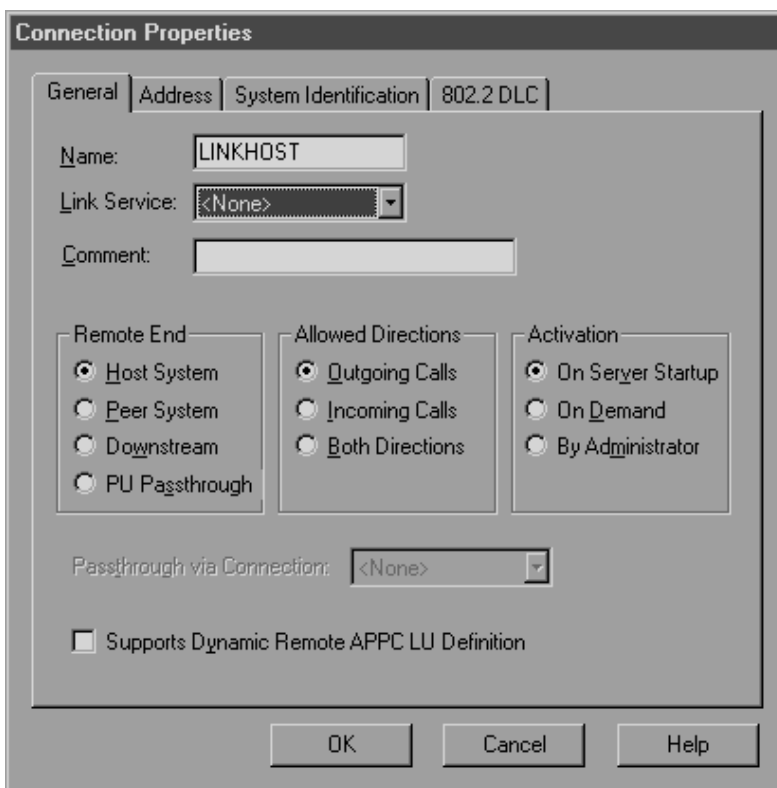 Connection Properties
General Address System Identification 802.2 DLC
Name: LINKHOST
Link Service: <None>
Comment:
Remote End Allowed Directions Activation
Host System Outgoing Calls On Server Startup
Peer System Incoming Calls On Demand
Downstream Both Directions By Administrator
PU Passthrough
Passthrough via Connection: <None>
Supports Dynamic Remote APPC LU Definition
OK Cancel Help